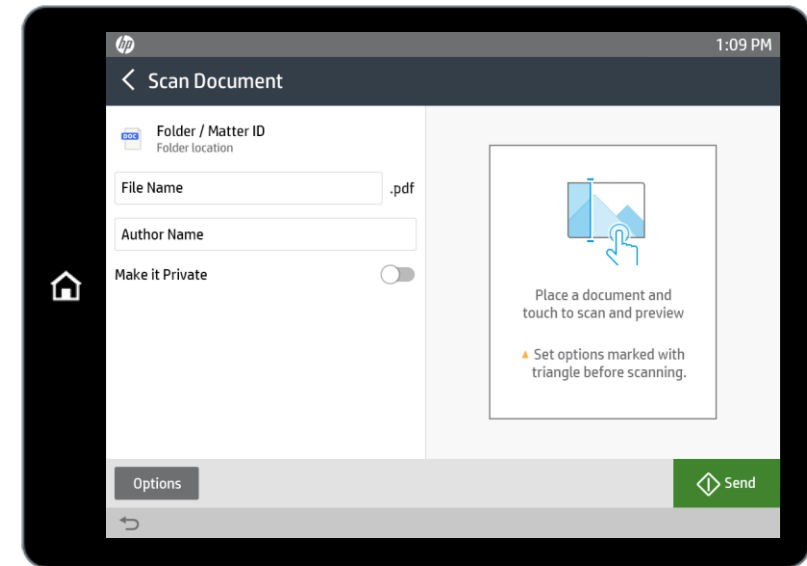 hp
1:09 PM
Scan Document
DOC
Folder / Matter ID
Folder location
File Name
.pdf
Author Name
Make it Private
Place a document and
touch to scan and preview
Set options marked with
triangle before scanning.
Options
Send